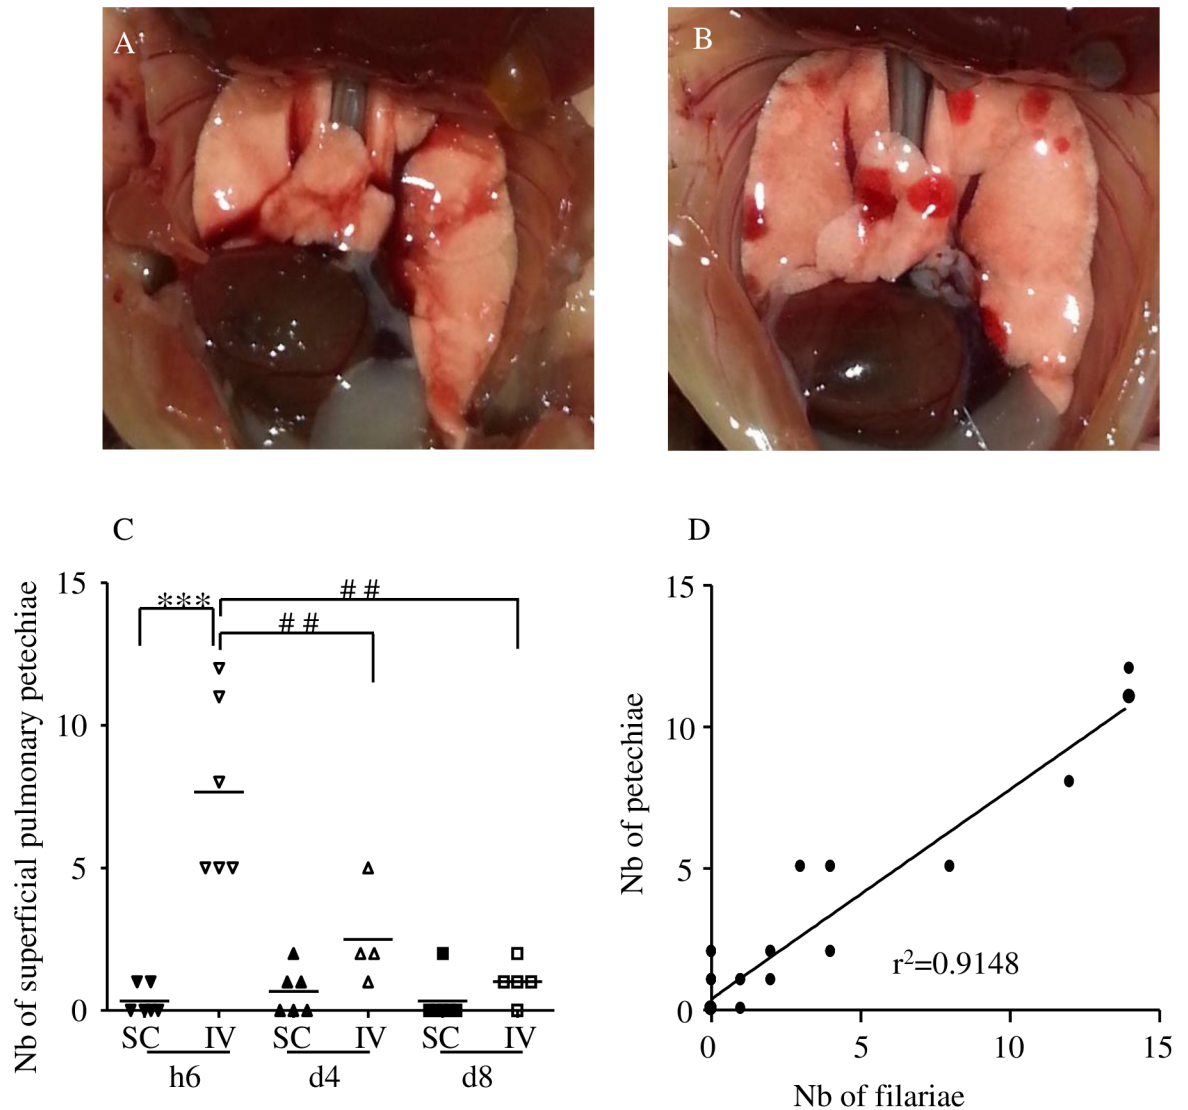 A
B
C
Nb of superficial pulmonary petechiae
15
10
5
0
***
# #
# #
SC IV SC IV SC IV
h6 d4 d8
D
Nb of petechiae
15
10
5
0
r²=0.9148
0 5 10 15
Nb of filariae